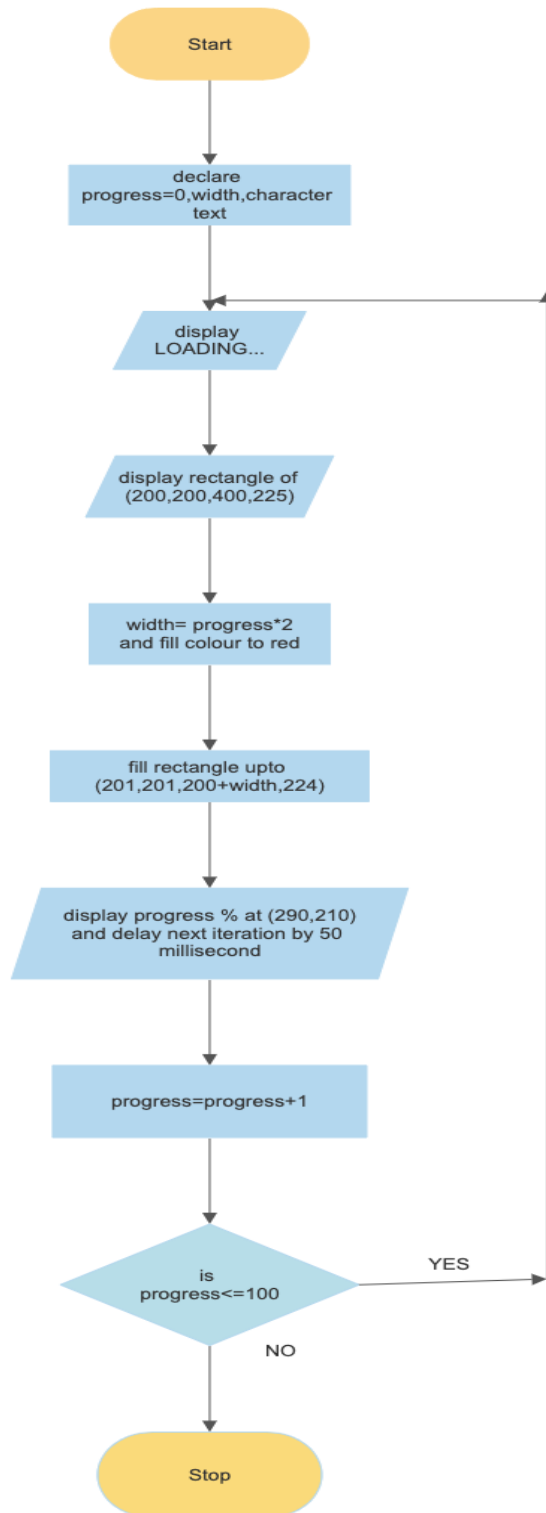 Start
declare
progress=0,width,character
text
display
LOADING...
display rectangle of
(200,200,400,225)
width= progress*2
and fill colour to red
fill rectangle upto
(201,201,200+width,224)
display progress % at (290,210)
and delay next iteration by 50
millisecond
progress=progress+1
is
progress<=100
YES
NO
Stop